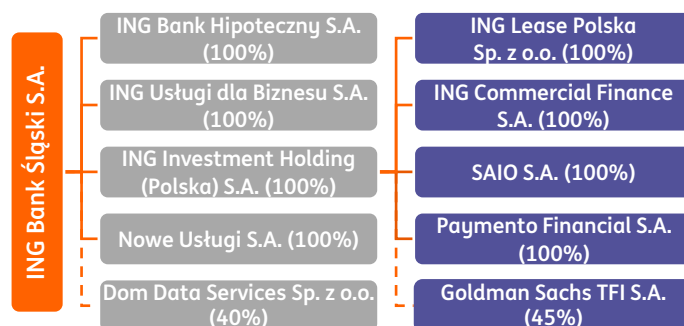 ING Bank Śląski S.A.
ING Bank Hipoteczny S.A.
(100%)
ING Usługi dla Biznesu S.A.
(100%)
ING Investment Holding
(Polska) S.A. (100%)
Nowe Usługi S.A. (100%)
Dom Data Services Sp. z o.o.
(40%)
ING Lease Polska
Sp. z o.o. (100%)
ING Commercial Finance
S.A. (100%)
SAIO S.A. (100%)
Paymento Financial S.A.
(100%)
Goldman Sachs TFI S.A.
(45%)